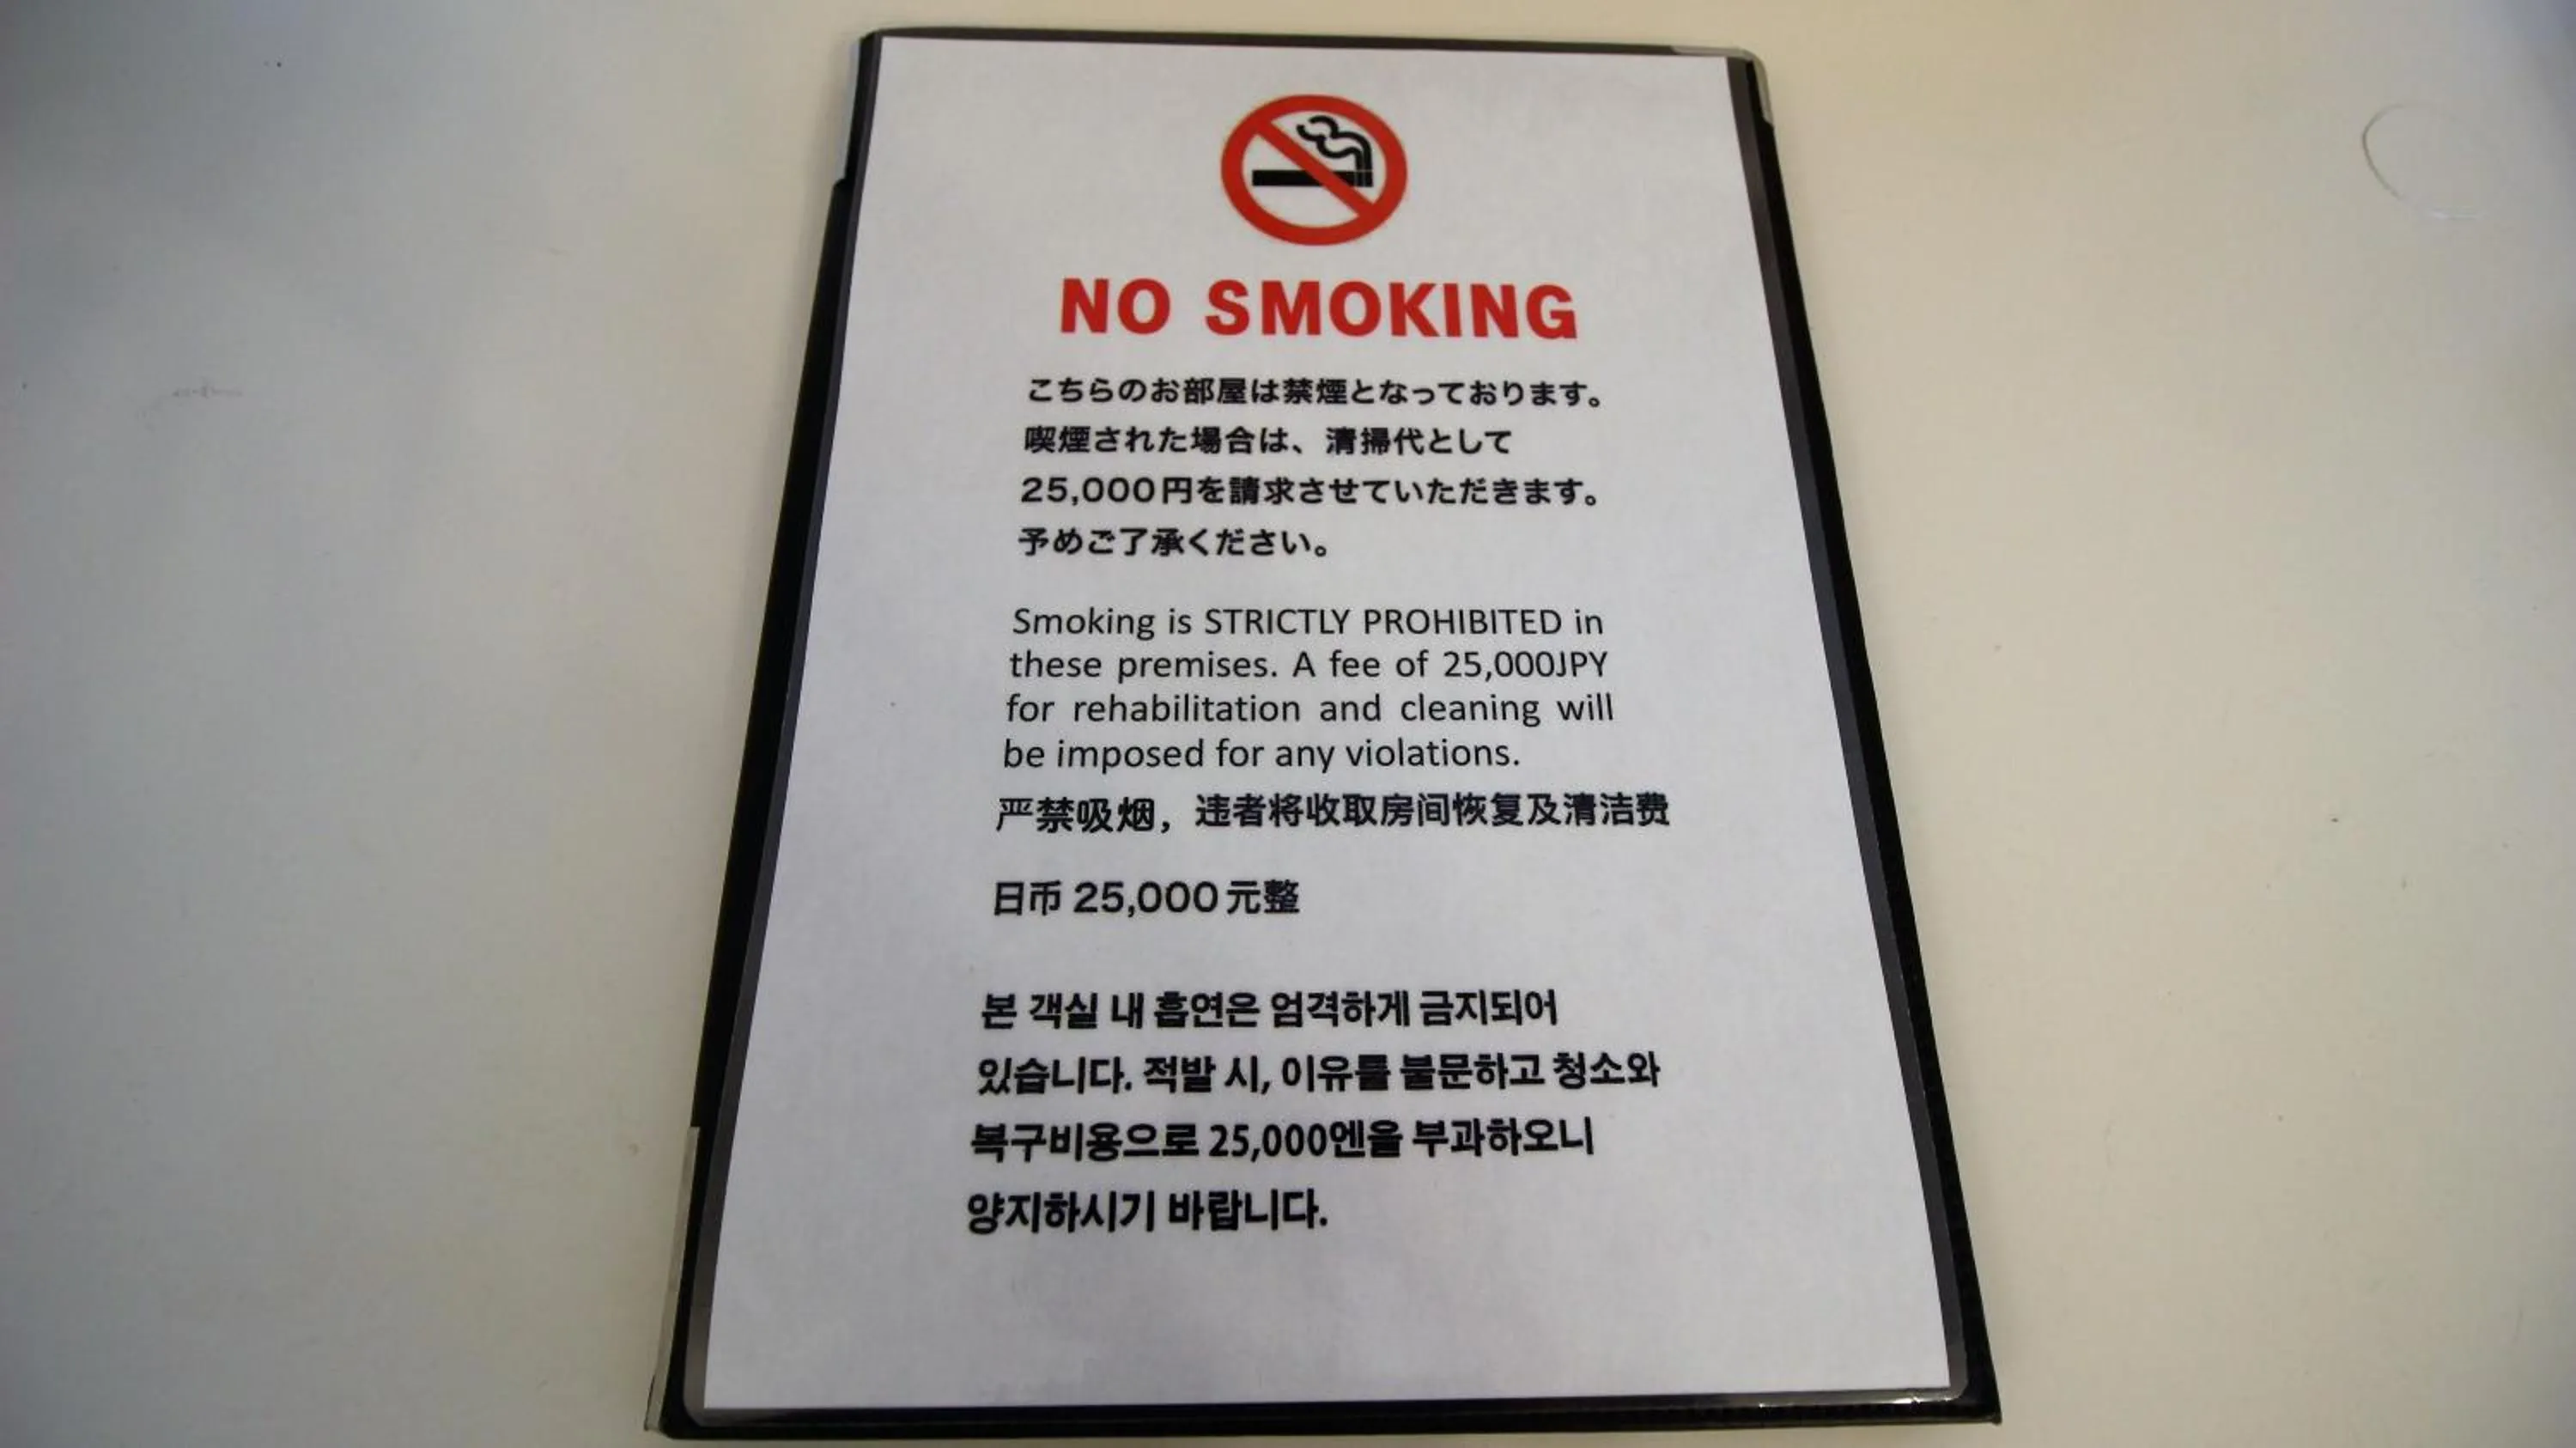 NO SMOKING
こちらのお部屋は禁煙となっております。
喫煙された場合は、清掃代として
25,000円を請求させていただきます。
予めご了承ください。
Smoking is STRICTLY PROHIBITED in
these premises. A fee of 25,000JPY
for rehabilitation and cleaning will
be imposed for any violations.
严禁吸烟，违者将收取房间恢复及清洁费
日币 25,000元整
본 객실 내 흡연은 엄격하게 금지되어
있습니다. 적발 시, 이유를 불문하고 청소와
복구비용으로 25,000엔을 부과하오니
양지하시기 바랍니다.